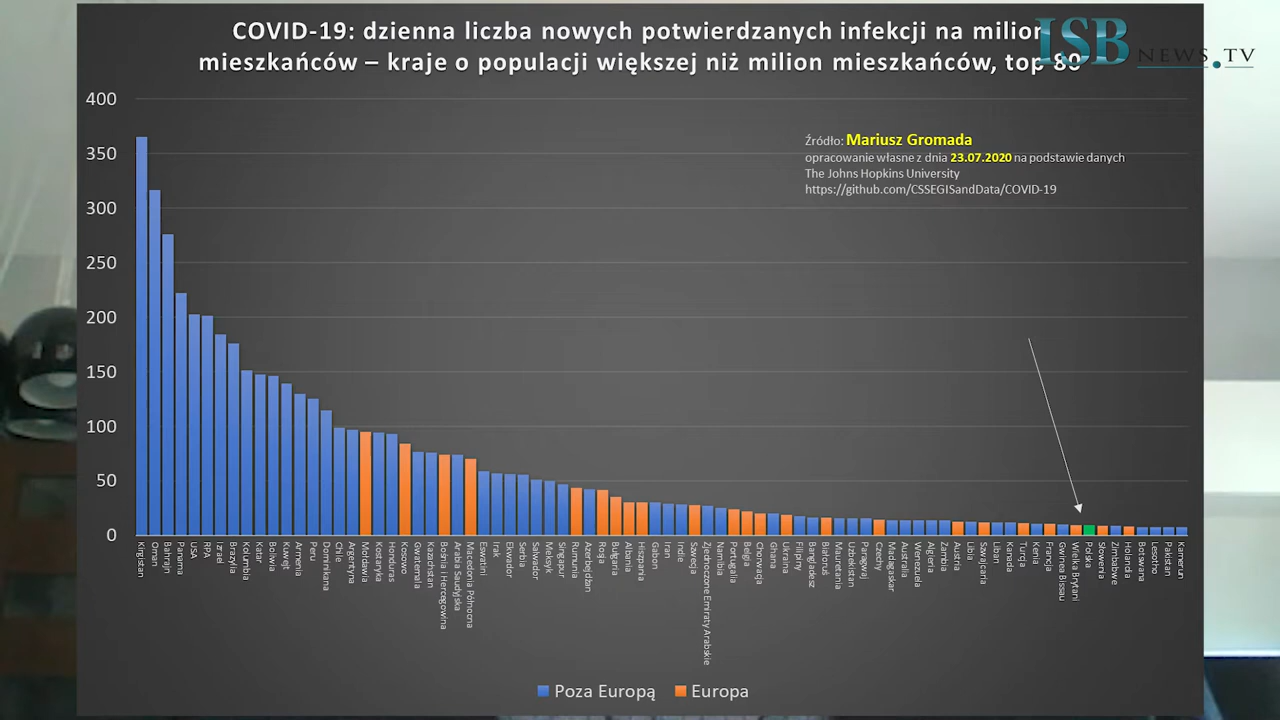 COVID-19: dzienna liczba nowych potwierdzanych infekcji na milion
mieszkańców – kraje o populacji większej niż milion mieszkańców, top 80
ISB NEWS.TV
400
350
300
250
200
150
100
50
0
Źródło: Mariusz Gromada
opracowanie własne z dnia 23.07.2020 na podstawie danych
The Johns Hopkins University
https://github.com/CSSEGISandData/COVID-19
Kirgistan
Oman
Bahrajn
Panama
USA
RPA
Izrael
Brazylia
Kolumbia
Katar
Boliwia
Kuwejt
Armenia
Peru
Dominikana
Chile
Argentyna
Mołdawia
Kostaryka
Honduras
Kosowo
Gwatemala
Kazachstan
Bośnia i Hercegowina
Arabia Saudyjska
Macedonia Północna
Eswatini
Irak
Ekwador
Serbia
Salwador
Meksyk
Singapur
Rumunia
Azerbejdżan
Rosja
Bułgaria
Albania
Hiszpania
Gabon
Iran
Indie
Szwecja
Zjednoczone Emiraty Arabskie
Namibia
Portugalia
Belgia
Chorwacja
Ghana
Ukraina
Filipiny
Bangladesz
Białoruś
Mauretania
Uzbekistan
Paragwaj
Czechy
Madagaskar
Australia
Wenezuela
Algieria
Zambia
Austria
Libia
Szwajcaria
Liban
Kanada
Turcja
Kenia
Francja
Gwinea Bissau
Wielka Brytani
Polska
Słowenia
Zimbabwe
Holandia
Botswana
Lesotho
Pakistan
Kamerun
Poza Europą
Europa